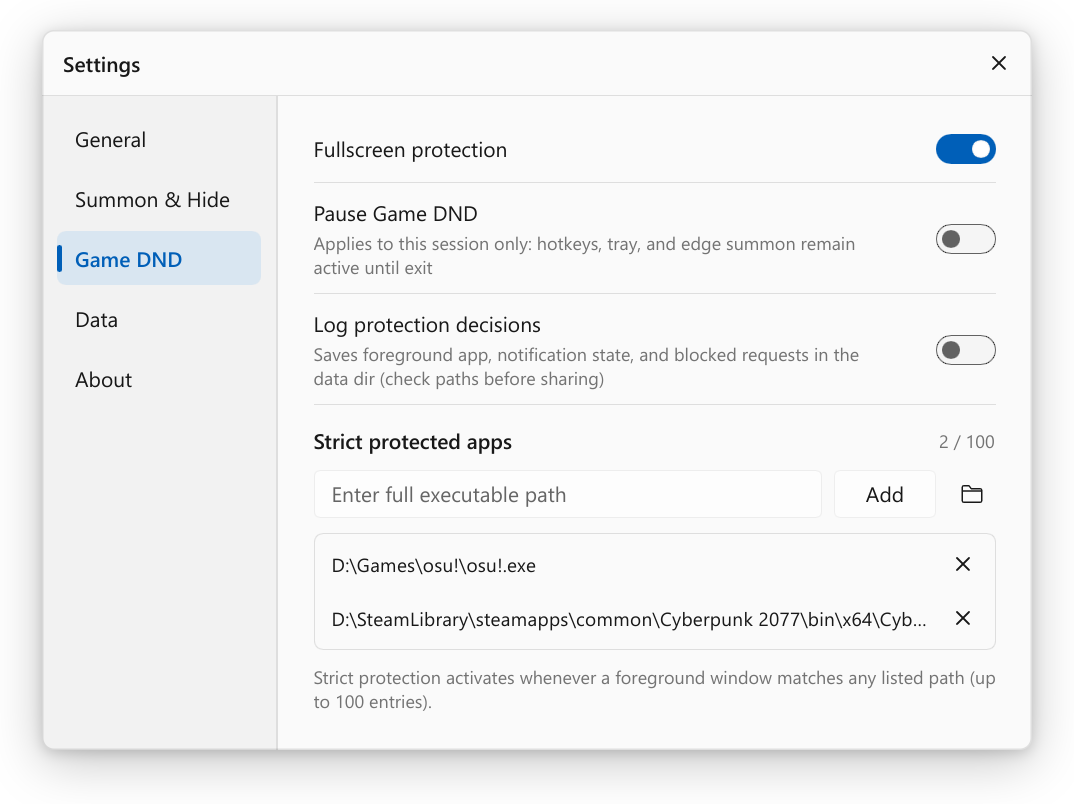 Settings
General
Summon & Hide
Game DND
Data
About
Fullscreen protection
Pause Game DND
Applies to this session only: hotkeys, tray, and edge summon remain
active until exit
Log protection decisions
Saves foreground app, notification state, and blocked requests in the
data dir (check paths before sharing)
Strict protected apps
2 / 100
Enter full executable path
Add
D:\Games\osu!\osu!.exe
D:\SteamLibrary\steamapps\common\Cyberpunk 2077\bin\x64\Cyb...
Strict protection activates whenever a foreground window matches any listed path (up
to 100 entries).